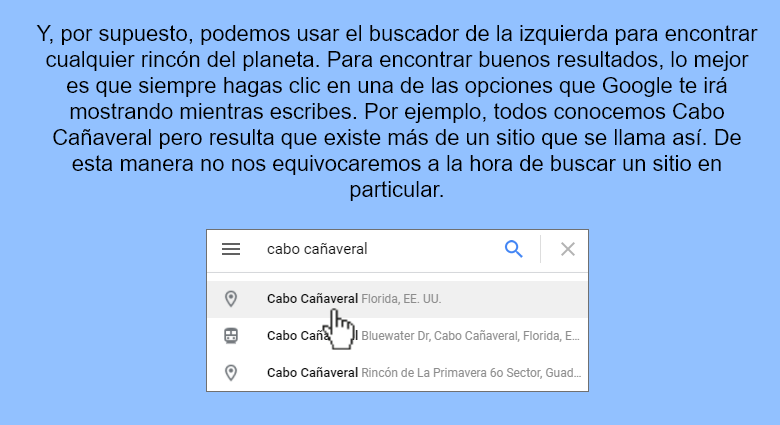 Y, por supuesto, podemos usar el buscador de la izquierda para encontrar
cualquier rincón del planeta. Para encontrar buenos resultados, lo mejor
es que siempre hagas clic en una de las opciones que Google te irá
mostrando mientras escribes. Por ejemplo, todos conocemos Cabo
Cañaveral pero resulta que existe más de un sitio que se llama así. De
esta manera no nos equivocaremos a la hora de buscar un sitio en
particular.
cabo cañaveral
Cabo Cañaveral Florida, EE. UU.
Cabo Cañaveral Bluewater Dr, Cabo Cañaveral, Florida, E...
Cabo Cañaveral Rincón de La Primavera 6o Sector, Guad...